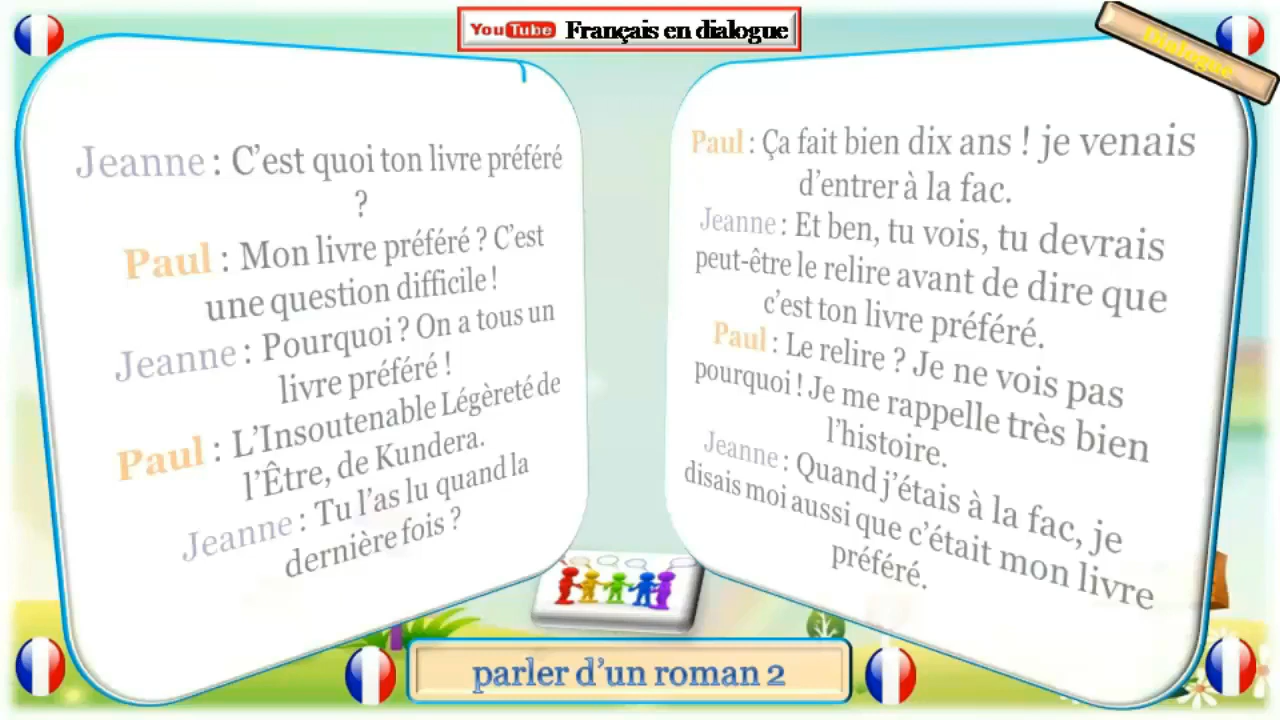 YouTube Français en dialogue
Dialogue
Jeanne : C’est quoi ton livre préféré
?
Paul : Mon livre préféré ? C’est
une question difficile !
Jeanne : Pourquoi ? On a tous un
livre préféré !
Paul : L’Insoutenable Légèreté de
l’Être, de Kundera.
Jeanne : Tu l’as lu quand la
dernière fois ?
Paul : Ça fait bien dix ans ! je venais
d’entrer à la fac.
Jeanne : Et ben, tu vois, tu devrais
peut-être le relire avant de dire que
c’est ton livre préféré.
Paul : Le relire ? Je ne vois pas
pourquoi ! Je me rappelle très bien
l’histoire.
Jeanne : Quand j’étais à la fac, je
disais moi aussi que c’était mon livre
préféré.
parler d’un roman 2